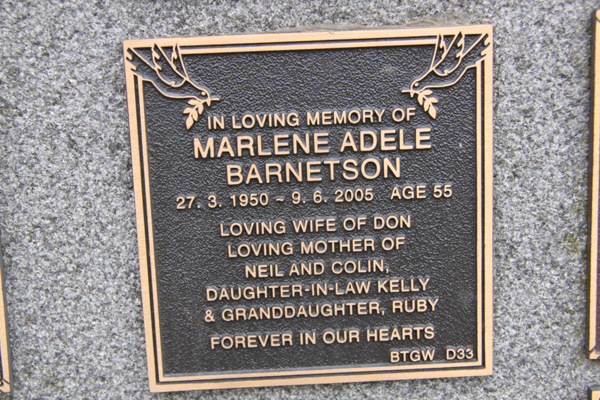 IN LOVING MEMORY OF
MARLENE ADELE
BARNETSON
27. 3. 1950 ~ 9. 6. 2005 AGE 55
LOVING WIFE OF DON
LOVING MOTHER OF
NEIL AND COLIN,
DAUGHTER-IN-LAW KELLY
& GRANDDAUGHTER, RUBY
FOREVER IN OUR HEARTS
BTGW D33